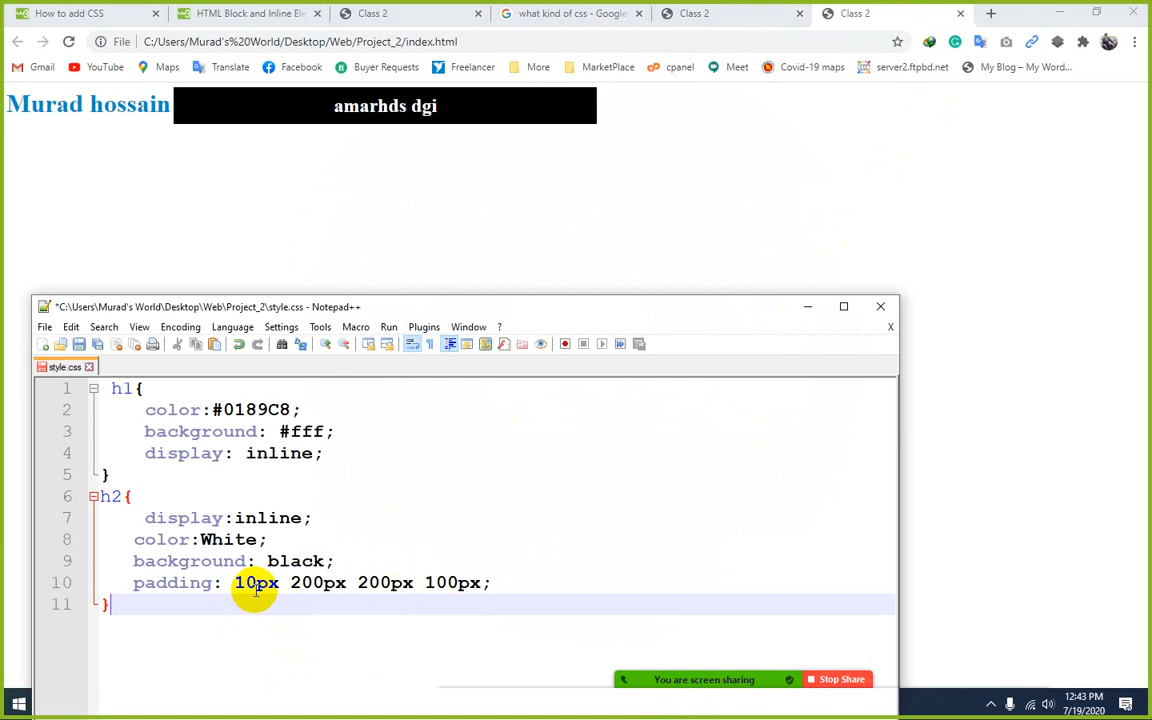 How to add CSS
HTML Block and Inline Ele
Class 2
what kind of css - Google
Class 2
Class 2
File C:/Users/Murad's%20World/Desktop/Web/Project_2/index.html
Gmail YouTube Maps Translate Facebook Buyer Requests Freelancer More MarketPlace cpanel Meet Covid-19 maps server2.ftpbd.net My Blog – My Word...
Murad hossain amarhds dgi
*C:\Users\Murad's World\Desktop\Web\Project_2\style.css - Notepad++
File Edit Search View Encoding Language Settings Tools Macro Run Plugins Window ? X
style.css
1 h1{
2 color:#0189C8;
3 background: #fff;
4 display: inline;
5 }
6 h2{
7 display:inline;
8 color:White;
9 background: black;
10 padding: 10px 200px 200px 100px;
11 }
You are screen sharing Stop Share
12:43 PM
7/19/2020